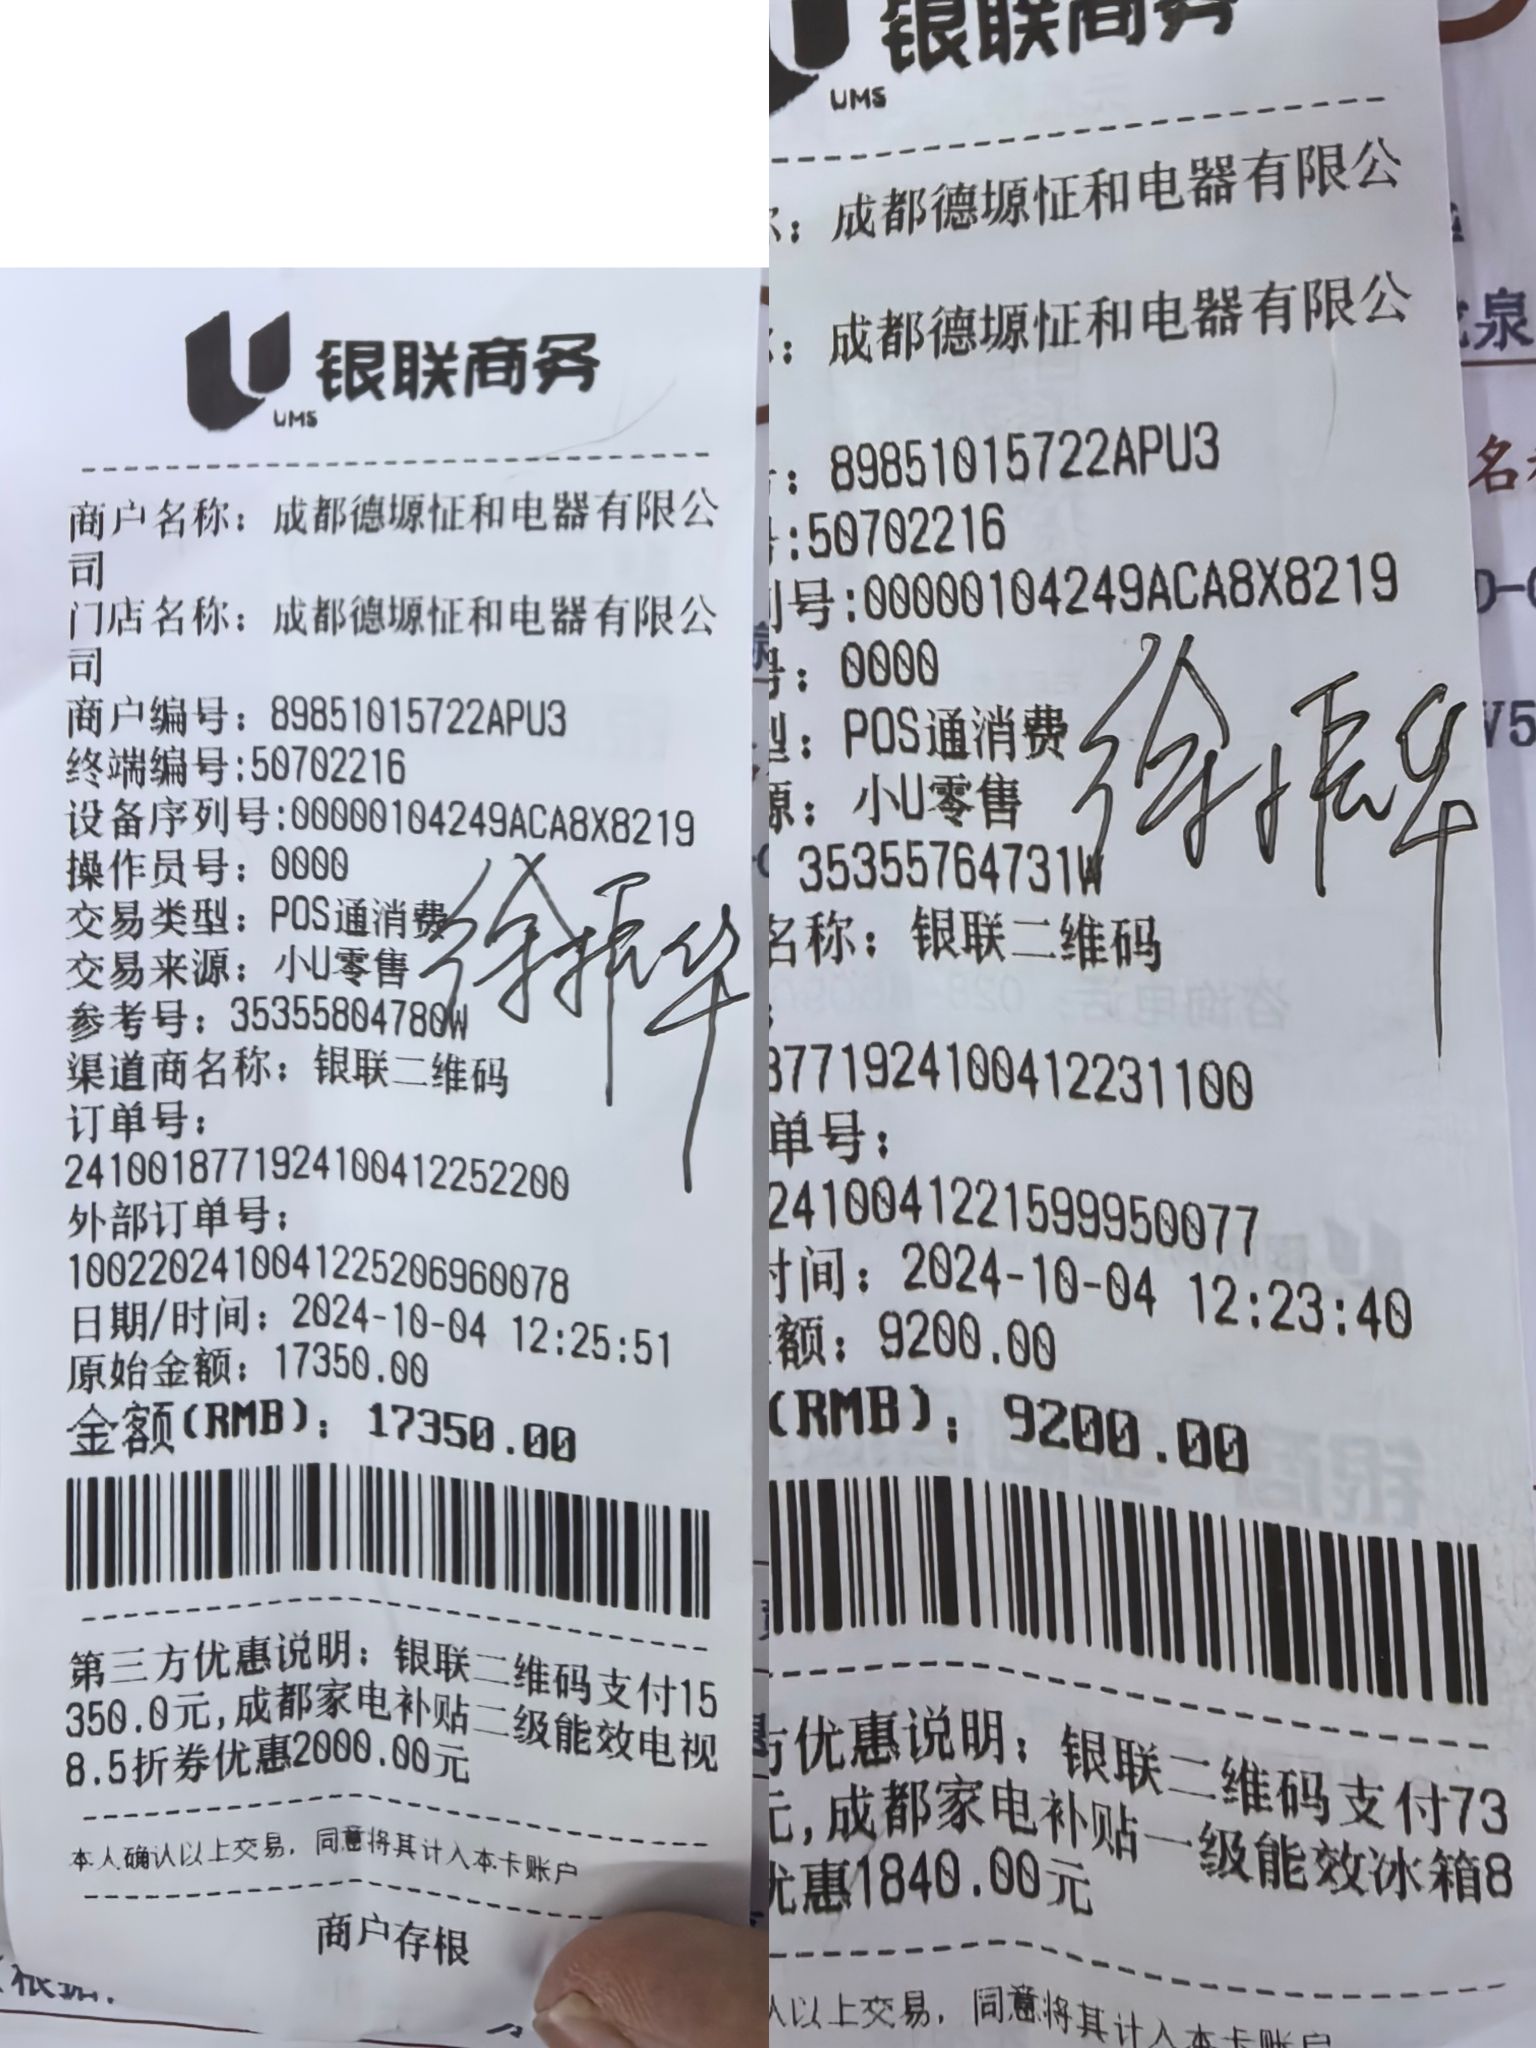 银联商务
UMS
商户名称：成都德塬怔和电器有限公
司
门店名称：成都德塬怔和电器有限公
司
商户编号：89851015722APU3
终端编号:50702216
设备序列号:00000104249ACA8X8219
操作员号：0000
交易类型：POS通消费
交易来源：小U零售
徐振华
参考号：35355804780W
渠道商名称：银联二维码
订单号：
24100187719241004122522​00
外部订单号：
10022024100412252069600​78
日期/时间：2024-10-04 12:25:51
原始金额：17350.00
金额(RMB)：17350.00
第三方优惠说明：银联二维码支付15
350.0元,成都家电补贴二级能效电视
8.5折券优惠2000.00元
本人确认以上交易，同意将其计入本卡账户
商户存根
银联商务
UMS
：成都德塬怔和电器有限公
：成都德塬怔和电器有限公
：89851015722APU3
:50702216
号:00000104249ACA8X8219
：0000
型：POS通消费
源：小U零售
徐振华
35355764731W
名称：银联二维码
877192410041223​1100
单号：
241004122159995007​7
时间：2024-10-04 12:23:40
额：9200.00
(RMB)：9200.00
方优惠说明：银联二维码支付73
元,成都家电补贴一级能效冰箱8
优惠1840.00元
人以上交易，同意将其计入本卡账户
泉
名